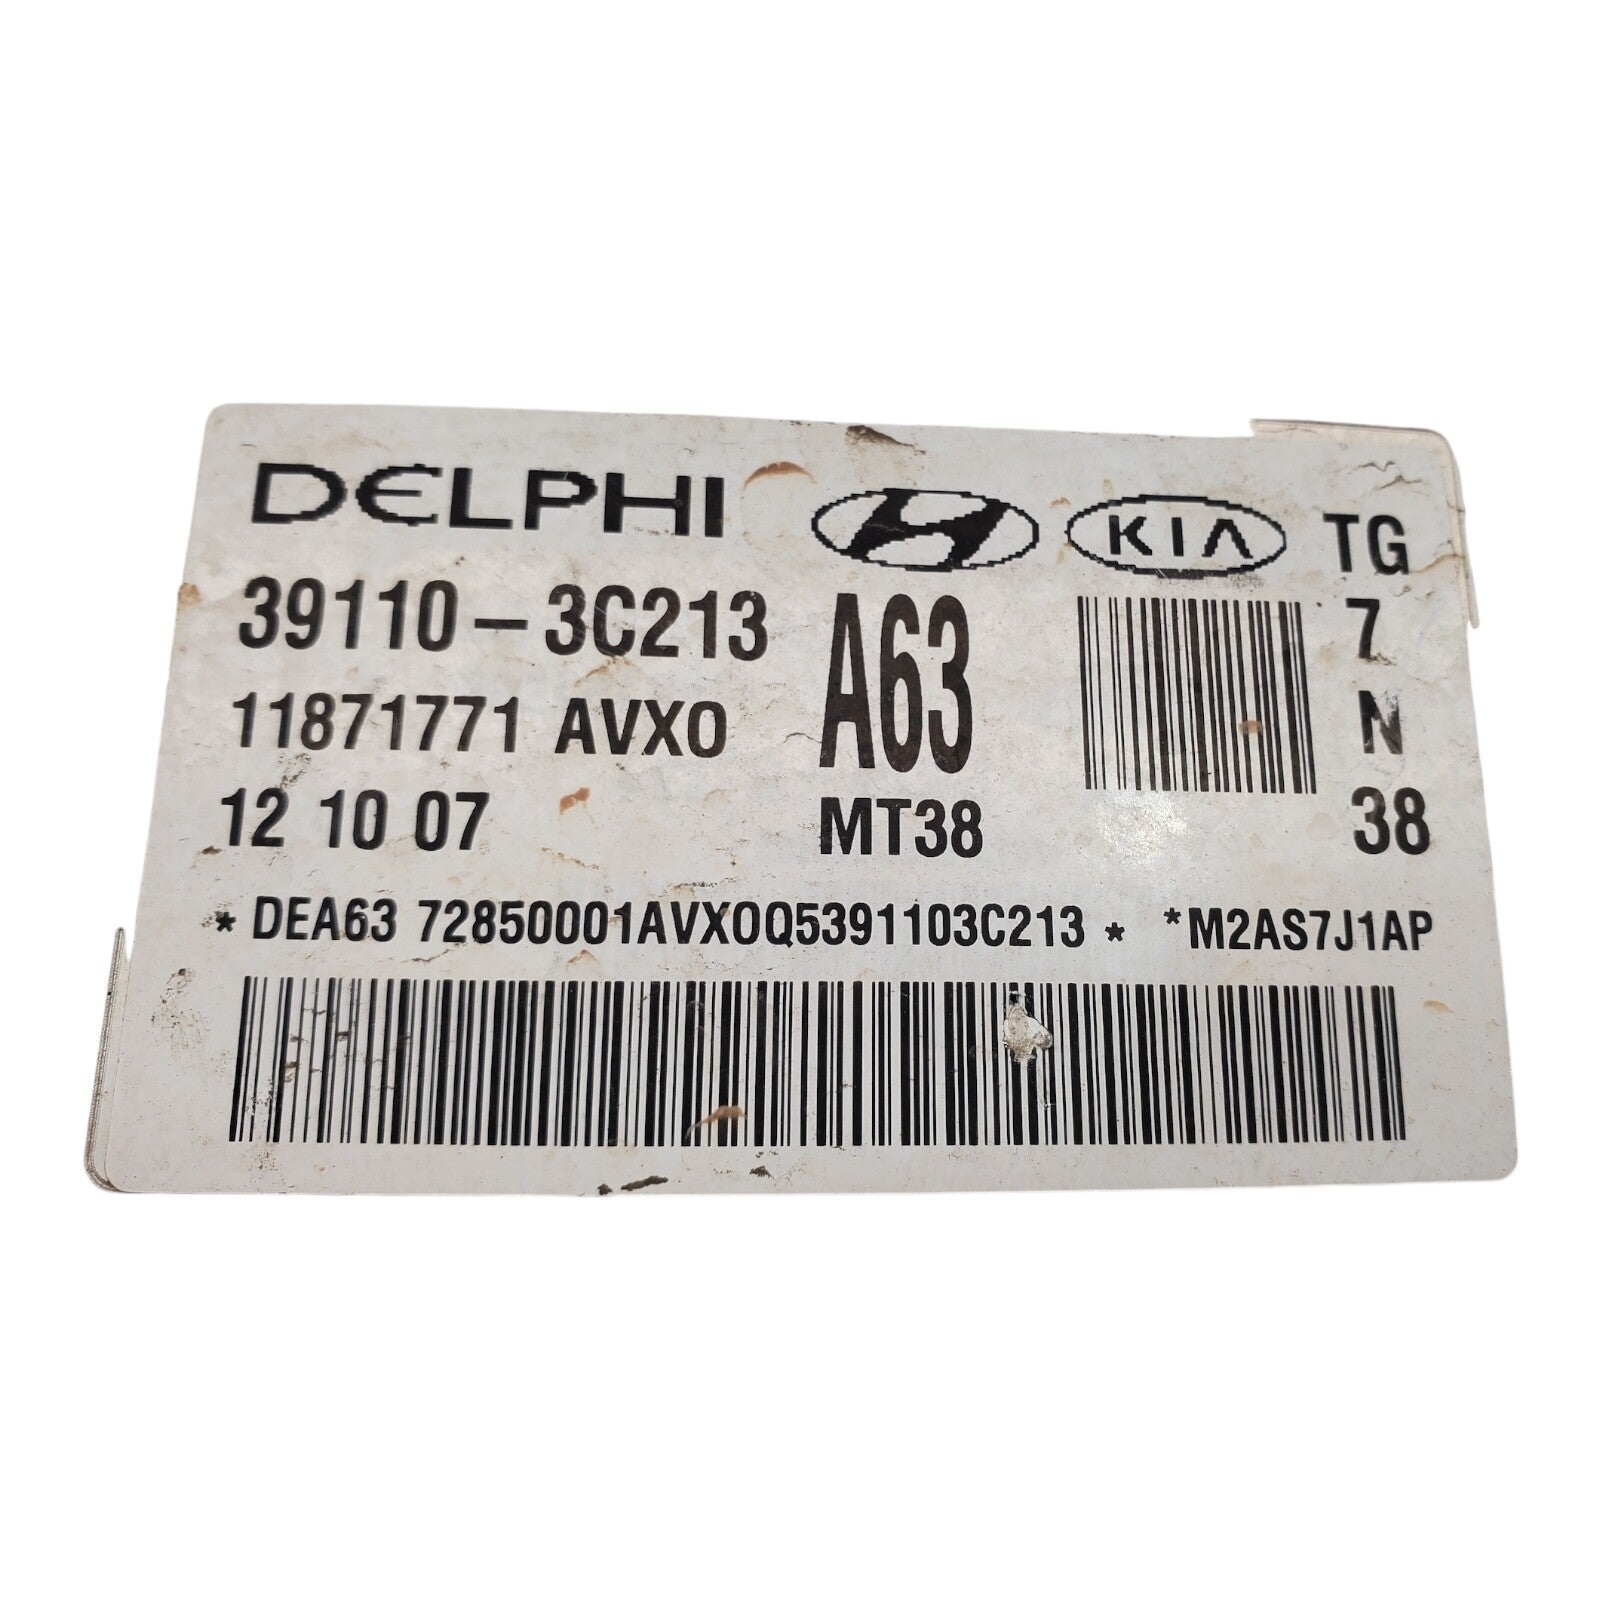 DELPHI KIA TG
39110-3C213 A63 7
11871771 AVXO N
12 10 07 MT38 38
* DEA63 72850001AVXOQ5391103C213 * *M2AS7J1AP